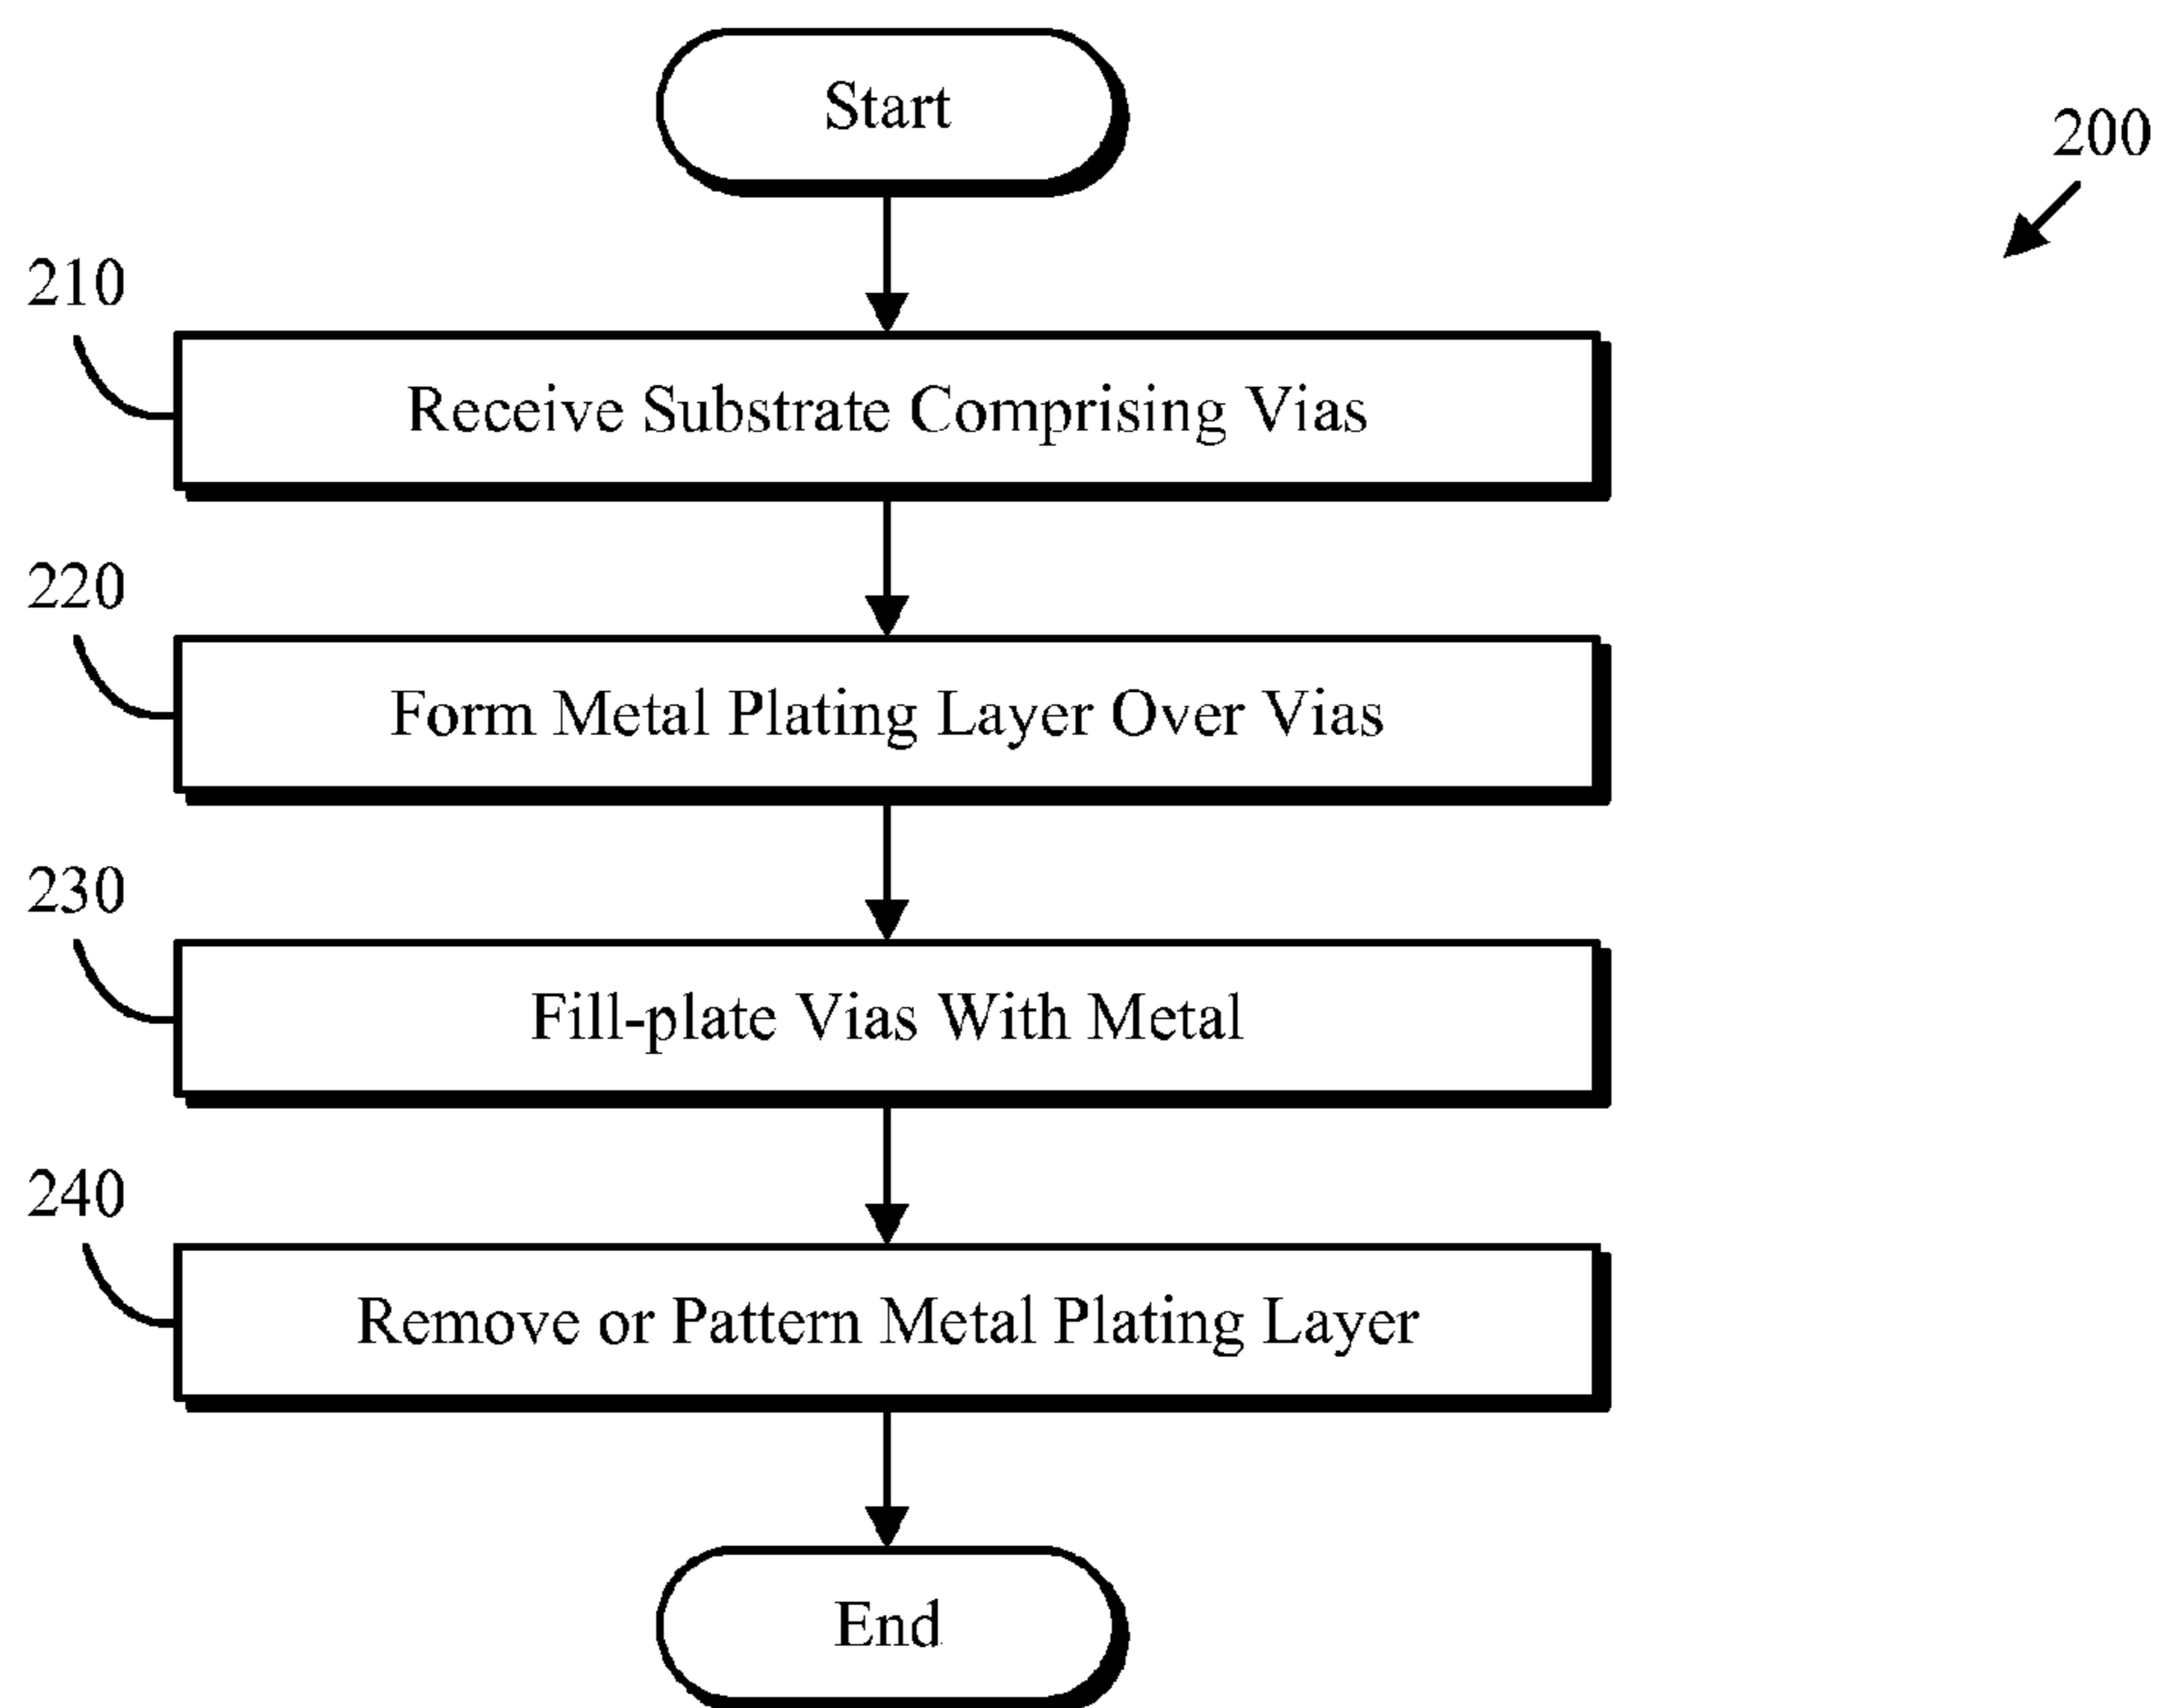 Start
200
210
Receive Substrate Comprising Vias
220
Form Metal Plating Layer Over Vias
230
Fill-plate Vias With Metal
240
Remove or Pattern Metal Plating Layer
End